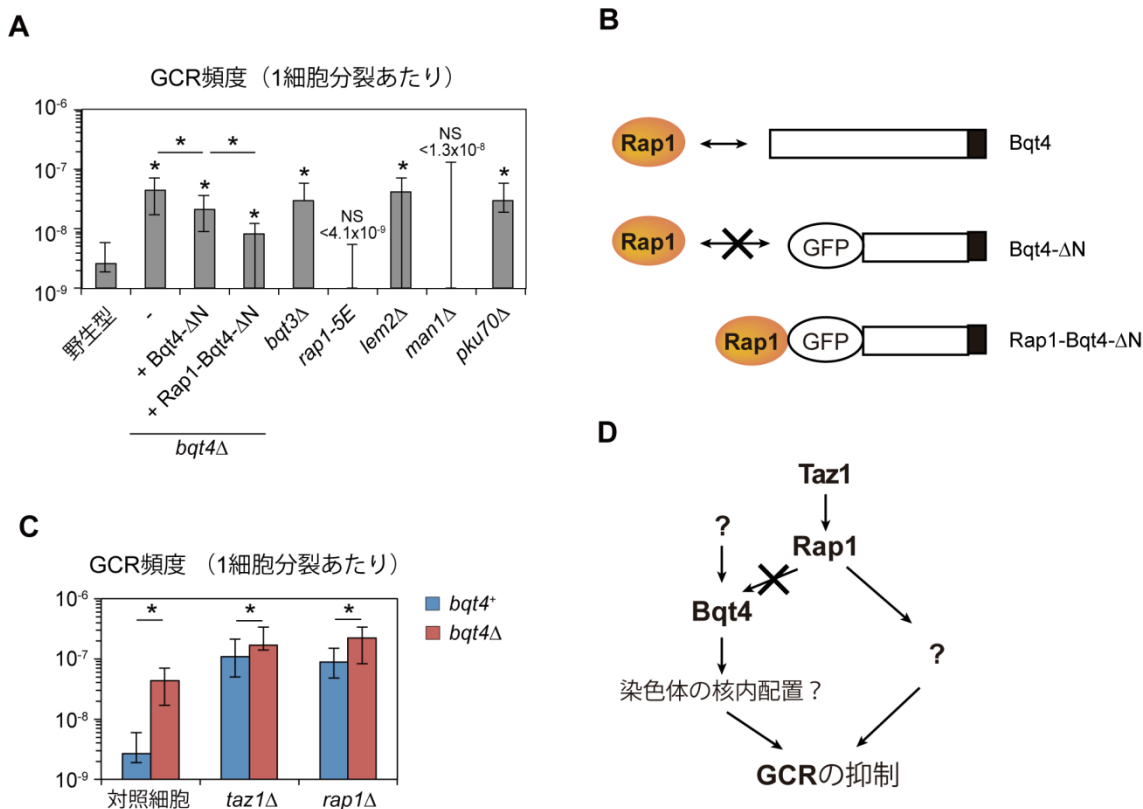 A
GCR頻度（1細胞分裂あたり）
10-6
10-7
10-8
10-9
*
*
*
*
*
*
NS
<4.1x10-9
*
NS
<1.3x10-8
*
野生型
-
+ Bqt4-ΔN
+ Rap1-Bqt4-ΔN
bqt3Δ
rap1-5E
lem2Δ
man1Δ
pku70Δ
bqt4Δ
B
Rap1
Bqt4
Rap1
GFP
Bqt4-ΔN
Rap1
GFP
Rap1-Bqt4-ΔN
C
GCR頻度 （1細胞分裂あたり）
10-6
10-7
10-8
10-9
*
*
*
bqt4+
bqt4Δ
対照細胞
taz1Δ
rap1Δ
D
Taz1
?
Rap1
Bqt4
?
染色体の核内配置？
GCRの抑制